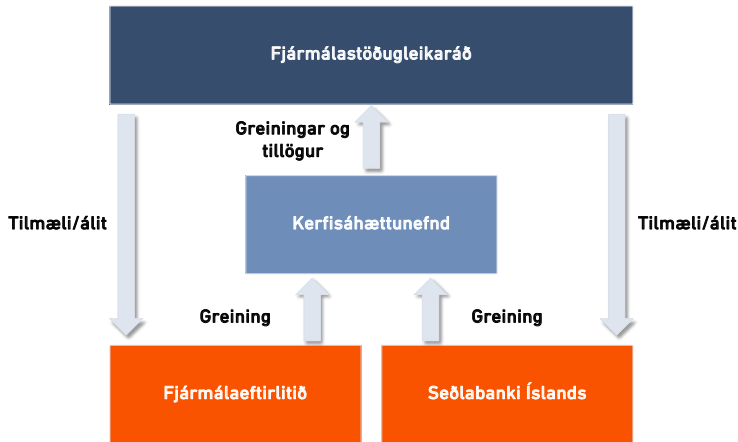 Fjármálastöðugleikaráð
Greiningar og
tillögur
Tilmæli/álit
Kerfisáhættunefnd
Tilmæli/álit
Greining
Greining
Fjármálaeftirlitið
Seðlabanki Íslands